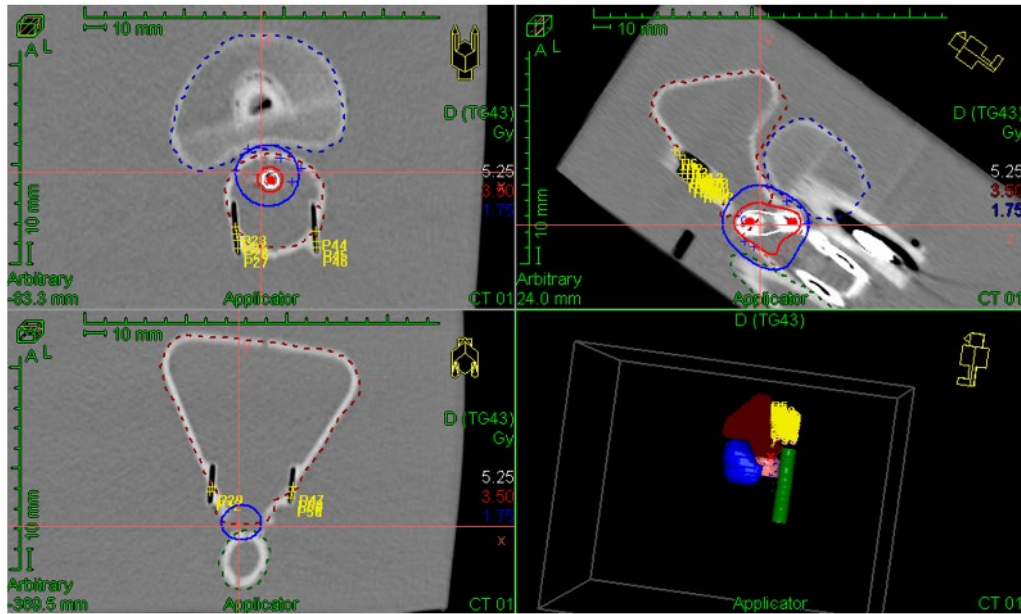 A L
10 mm
D (TG43)
Gy
5.25
3.50
1.75
x
10 mm
P44
P27
P48
Arbitrary
-83.3 mm
Applicator
CT 01
A L
10 mm
D (TG43)
Gy
5.25
3.50
1.75
10 mm
z
Arbitrary
24.0 mm
Applicator
CT 01
A L
10 mm
D (TG43)
Gy
5.25
3.50
1.75
x
10 mm
P29
P47
P56
Arbitrary
-369.5 mm
Applicator
CT 01
D (TG43)
Applicator
CT 01